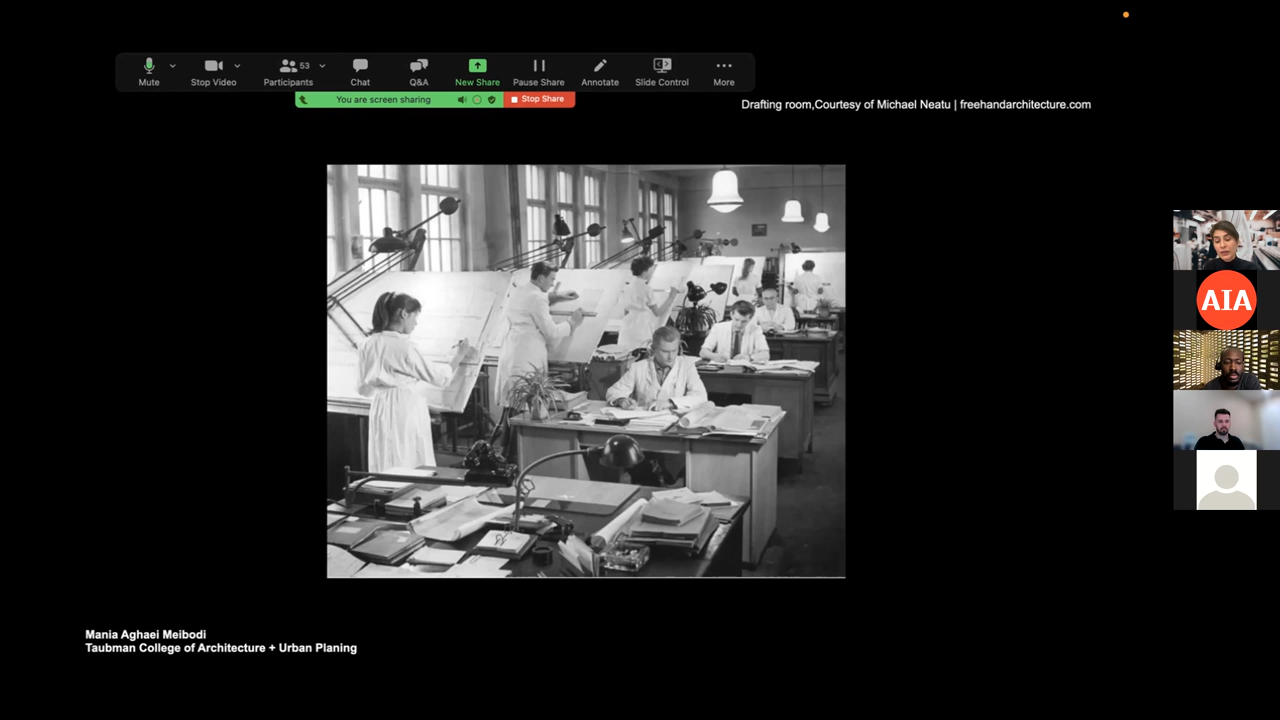 53
Mute
Stop Video
Participants
Chat
Q&A
New Share
Pause Share
Annotate
Slide Control
More
You are screen sharing
Stop Share
Drafting room,Courtesy of Michael Neatu | freehandarchitecture.com
AIA
Mania Aghaei Meibodi
Taubman College of Architecture + Urban Planing